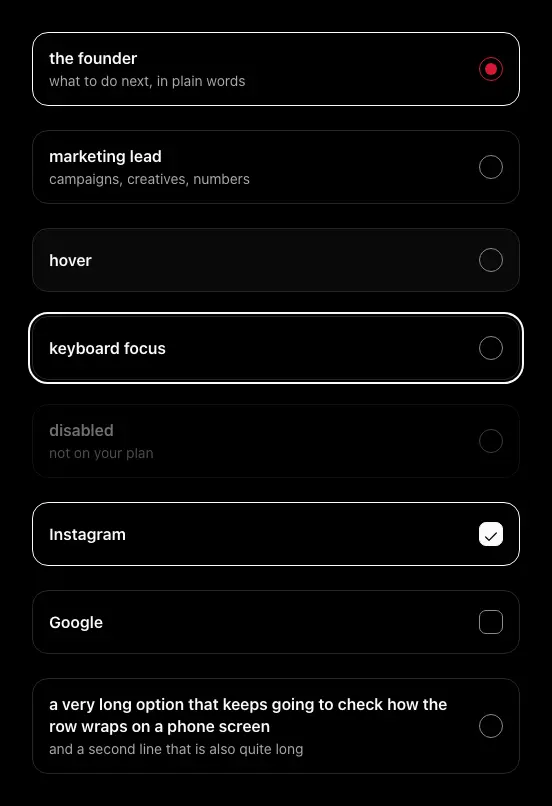 the founder
what to do next, in plain words
marketing lead
campaigns, creatives, numbers
hover
keyboard focus
disabled
not on your plan
Instagram
Google
a very long option that keeps going to check how the
row wraps on a phone screen
and a second line that is also quite long